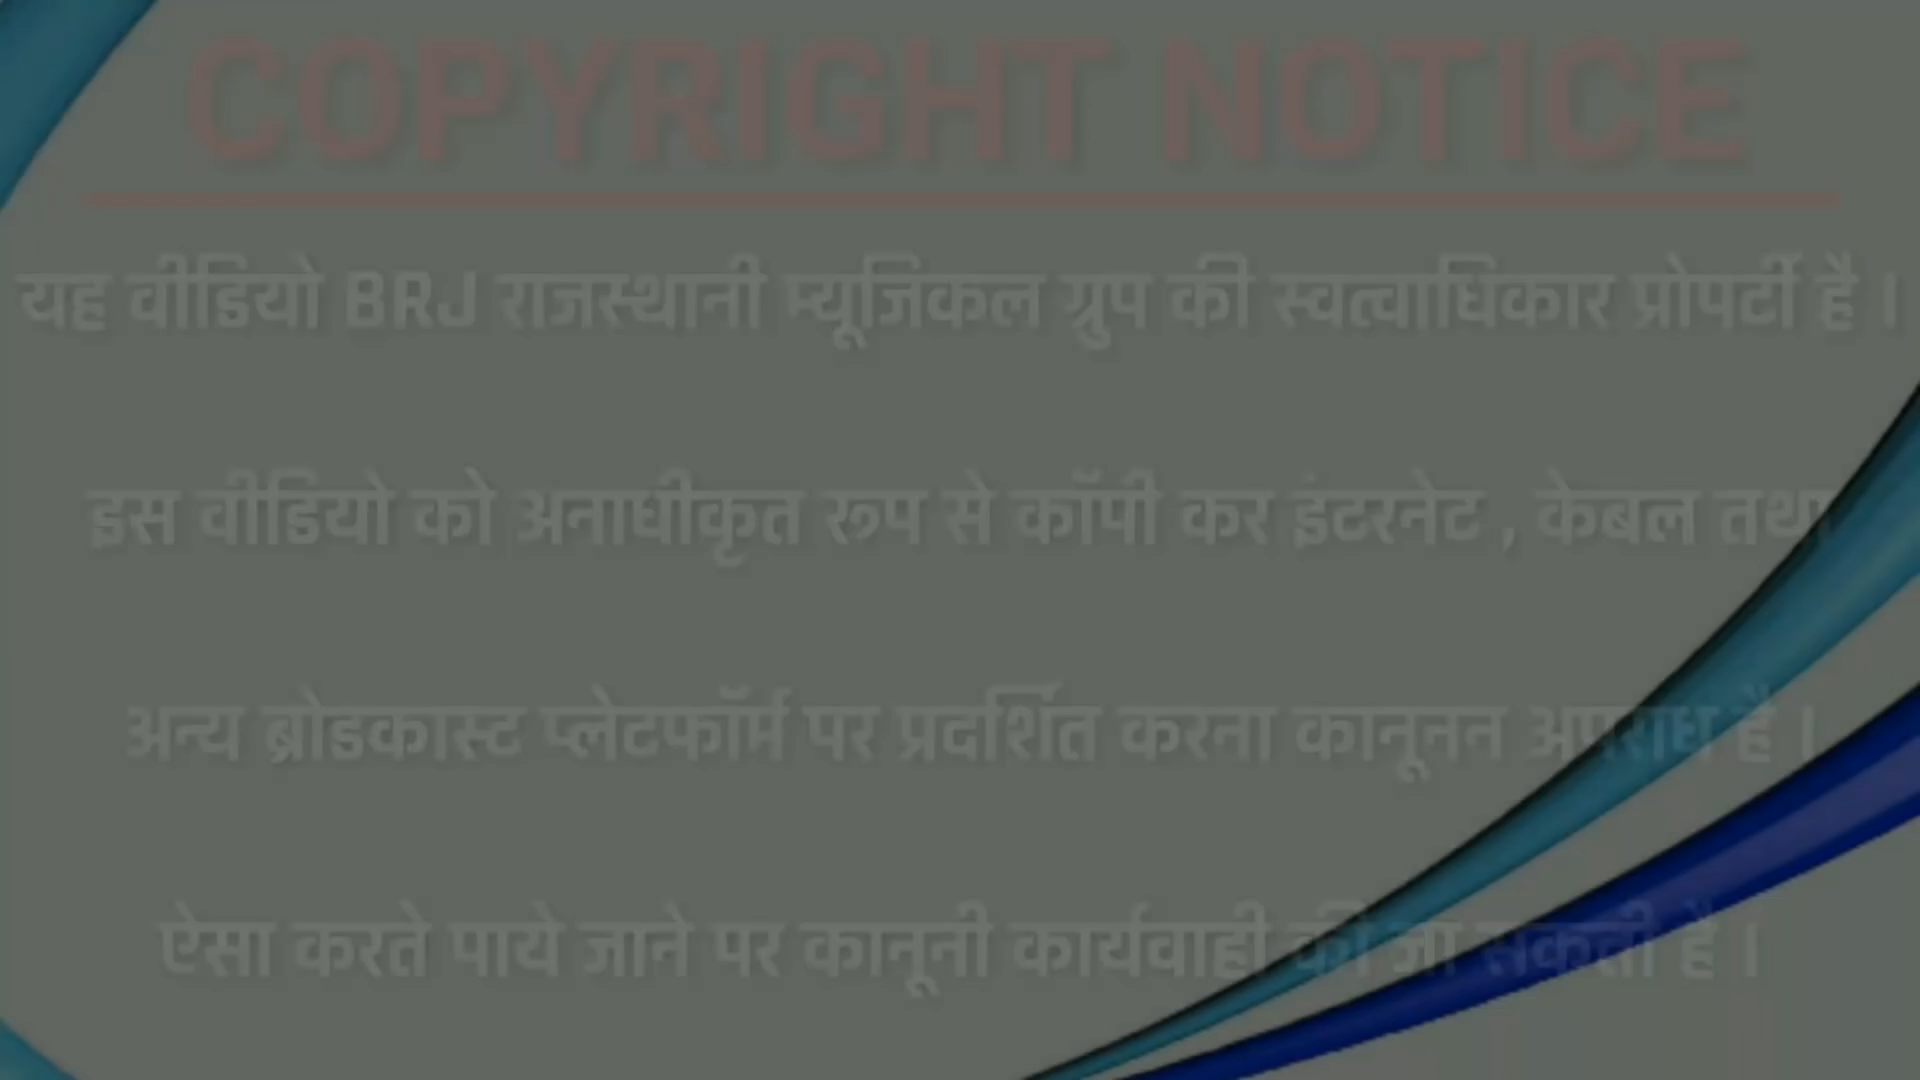 COPYRIGHT NOTICE
यह वीडियो BRJ राजस्थानी म्यूजिकल ग्रुप की स्वत्वाधिकार प्रोपर्टी है ।
इस वीडियो को अनाधीकृत रूप से कॉपी कर इंटरनेट , केबल तथा
अन्य ब्रोडकास्ट प्लेटफॉर्म पर प्रदर्शित करना कानूनन अपराध है ।
ऐसा करते पाये जाने पर कानूनी कार्यवाही की जा सकती है ।